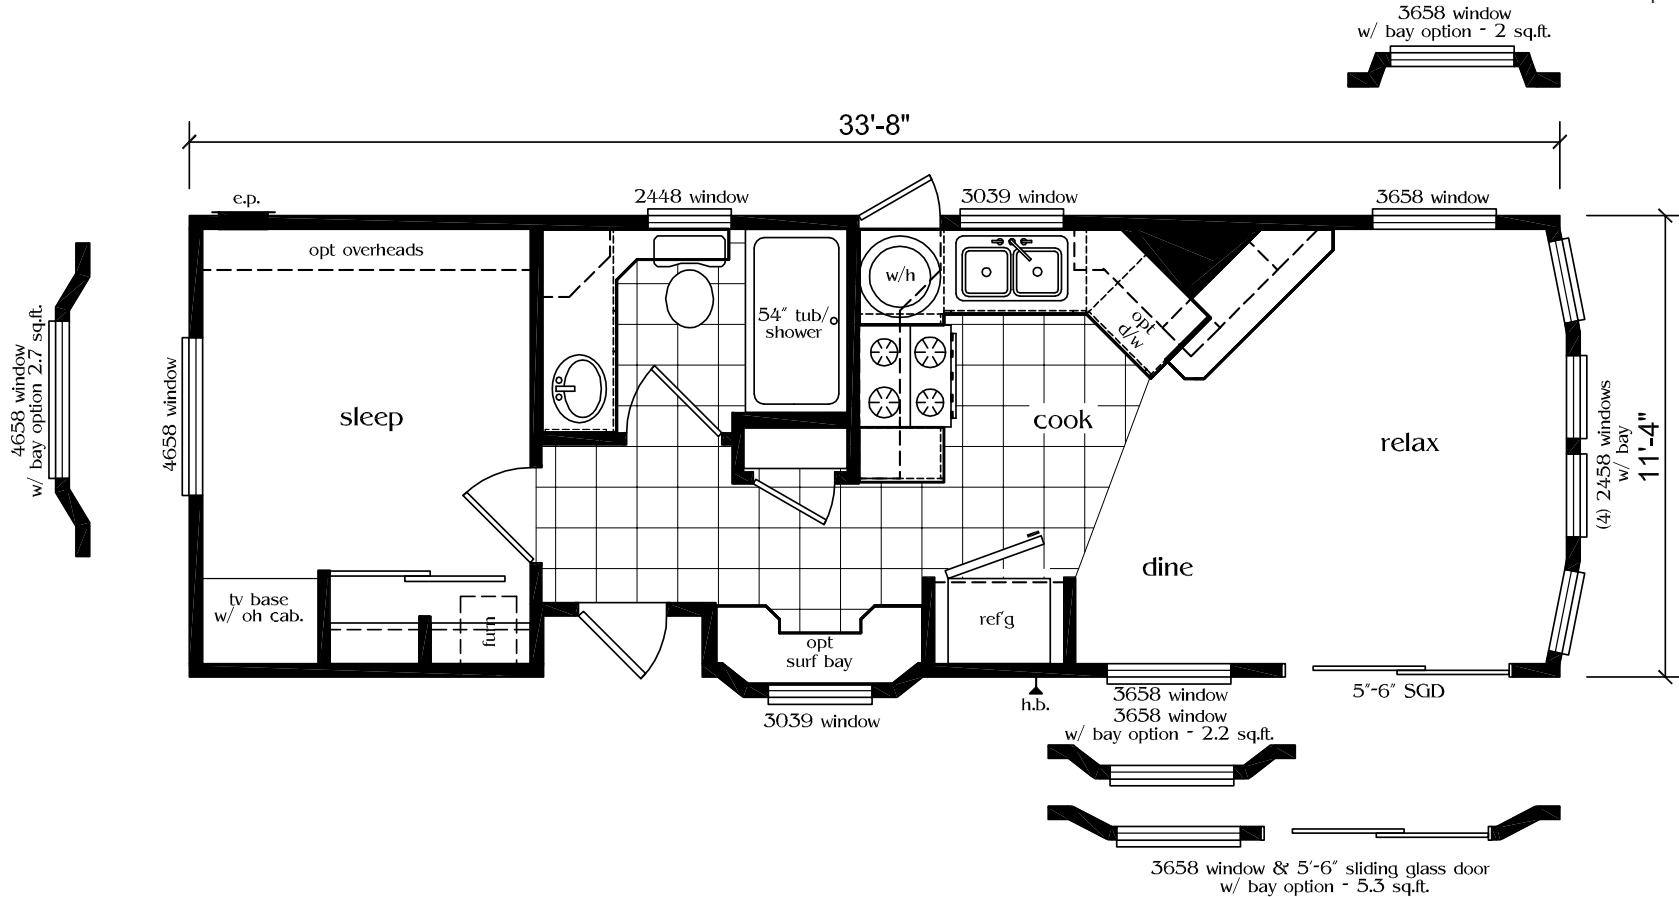 3658 window
w/ bay option - 2 sq.ft.
33'-8"
e.p.
2448 window
3039 window
3658 window
opt overheads
w/h
54" tub/
shower
opt
d/w
4658 window
w/ bay option 2.7 sq.ft.
4658 window
sleep
cook
relax
(4) 2458 windows
w/ bay
11'-4"
dine
tv base
w/ oh cab.
furn
opt
surf bay
ref'g
3039 window
h.b.
3658 window
5"-6" SGD
3658 window
w/ bay option - 2.2 sq.ft.
3658 window & 5'-6" sliding glass door
w/ bay option - 5.3 sq.ft.